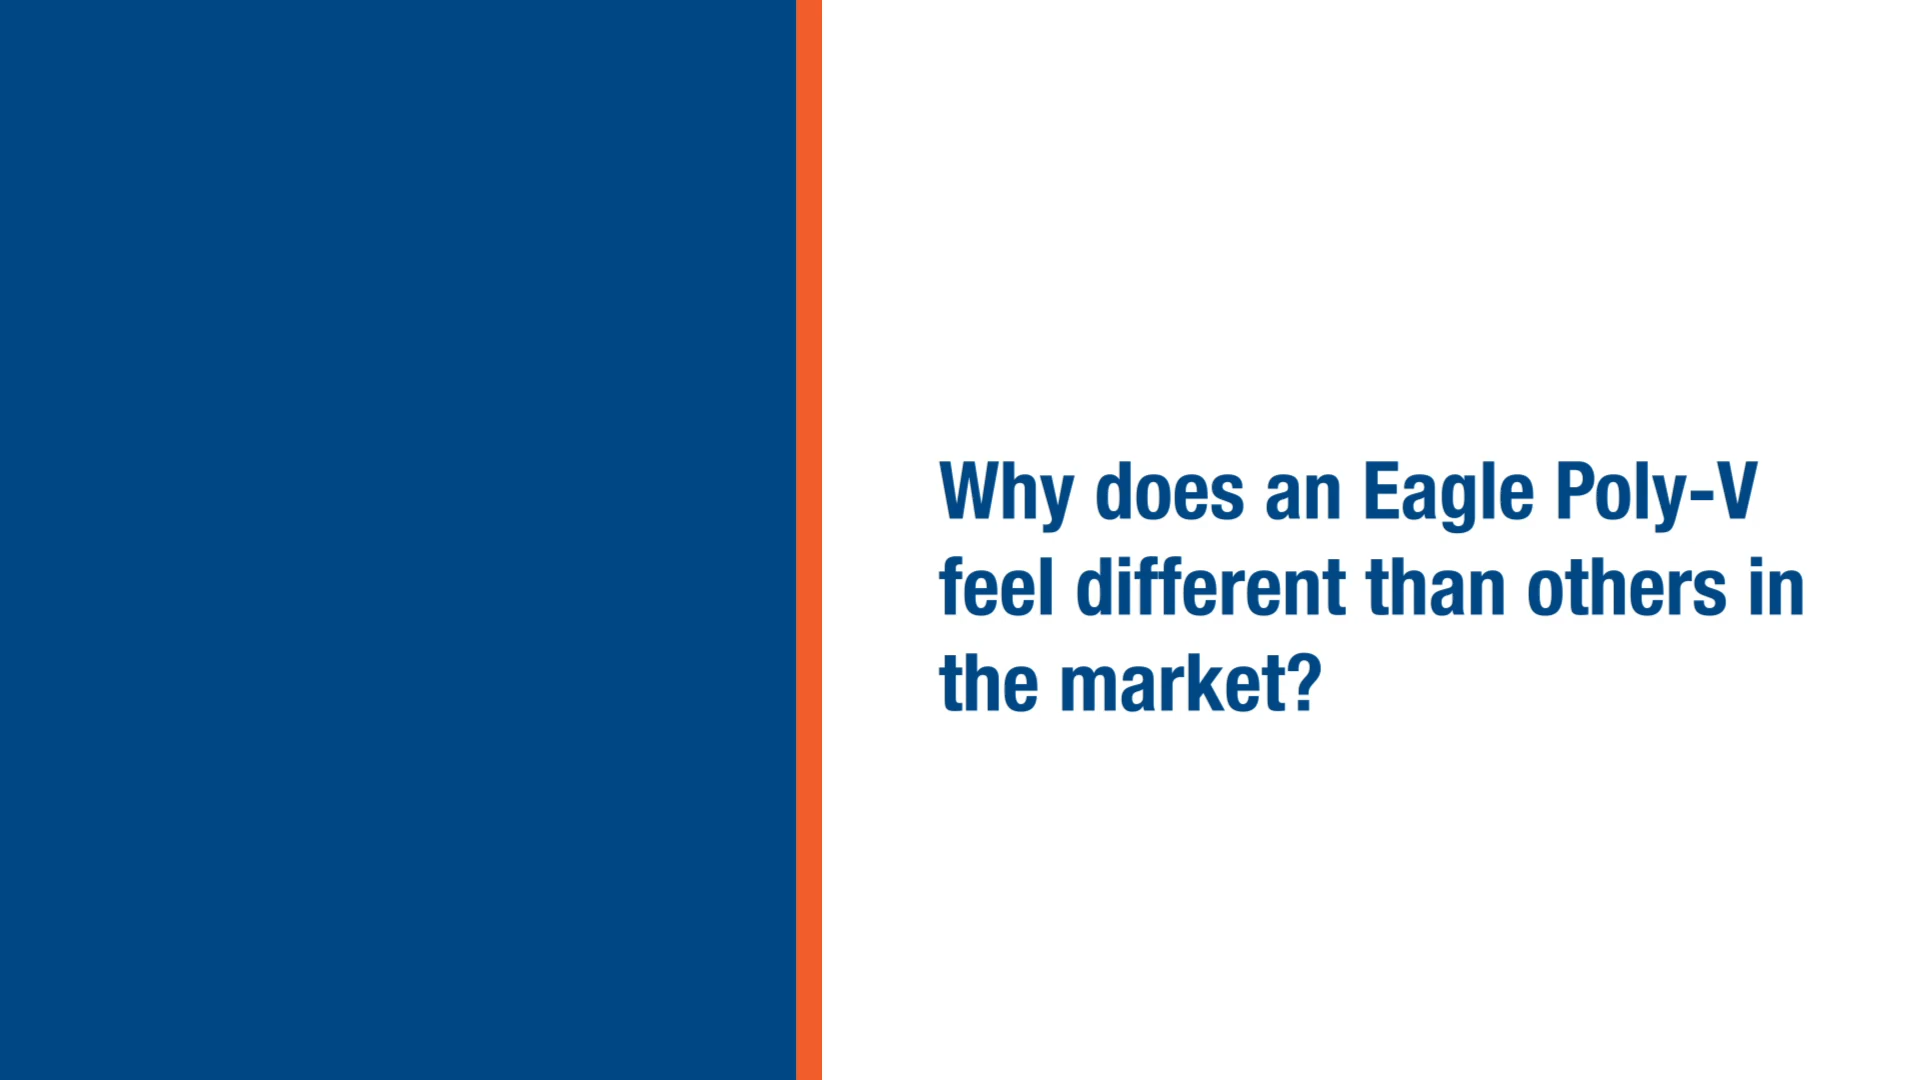 Why does an Eagle Poly-V
feel different than others in
the market?